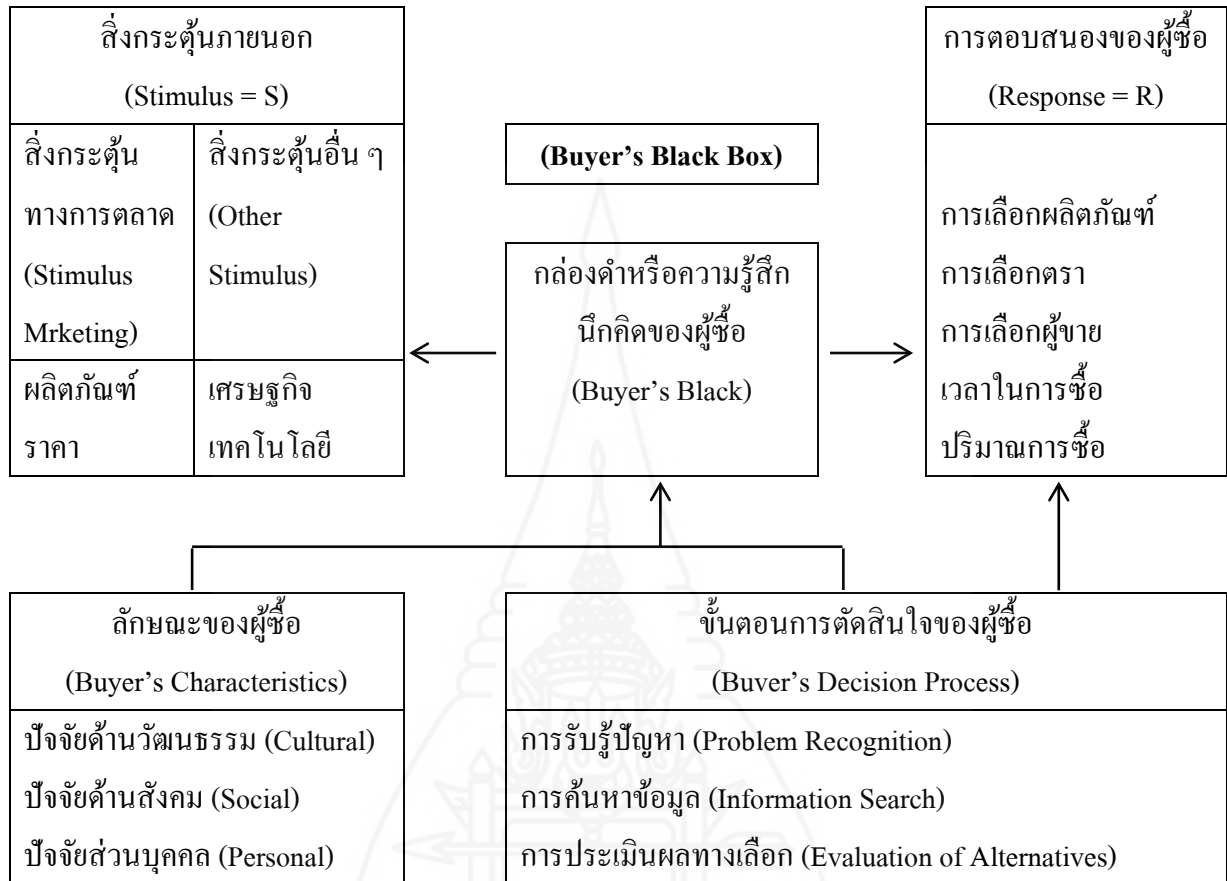 สิ่งกระตุ้นภายนอก
(Stimulus = S)
สิ่งกระตุ้น
ทางการตลาด
(Stimulus
Mrketing)
สิ่งกระตุ้นอื่น ๆ
(Other
Stimulus)
ผลิตภัณฑ์
ราคา
เศรษฐกิจ
เทคโนโลยี
(Buyer’s Black Box)
กล่องดำหรือความรู้สึก
นึกคิดของผู้ซื้อ
(Buyer’s Black)
การตอบสนองของผู้ซื้อ
(Response = R)
การเลือกผลิตภัณฑ์
การเลือกตรา
การเลือกผู้ขาย
เวลาในการซื้อ
ปริมาณการซื้อ
ลักษณะของผู้ซื้อ
(Buyer’s Characteristics)
ปัจจัยด้านวัฒนธรรม (Cultural)
ปัจจัยด้านสังคม (Social)
ปัจจัยส่วนบุคคล (Personal)
ขั้นตอนการตัดสินใจของผู้ซื้อ
(Buver’s Decision Process)
การรับรู้ปัญหา (Problem Recognition)
การค้นหาข้อมูล (Information Search)
การประเมินผลทางเลือก (Evaluation of Alternatives)